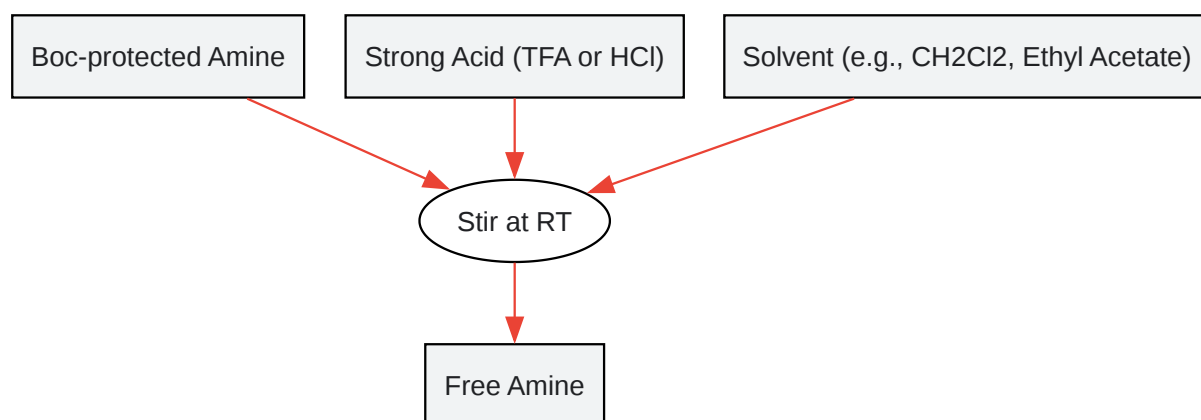 Boc-protected Amine
Strong Acid (TFA or HCl)
Solvent (e.g., CH2Cl2, Ethyl Acetate)
Stir at RT
Free Amine